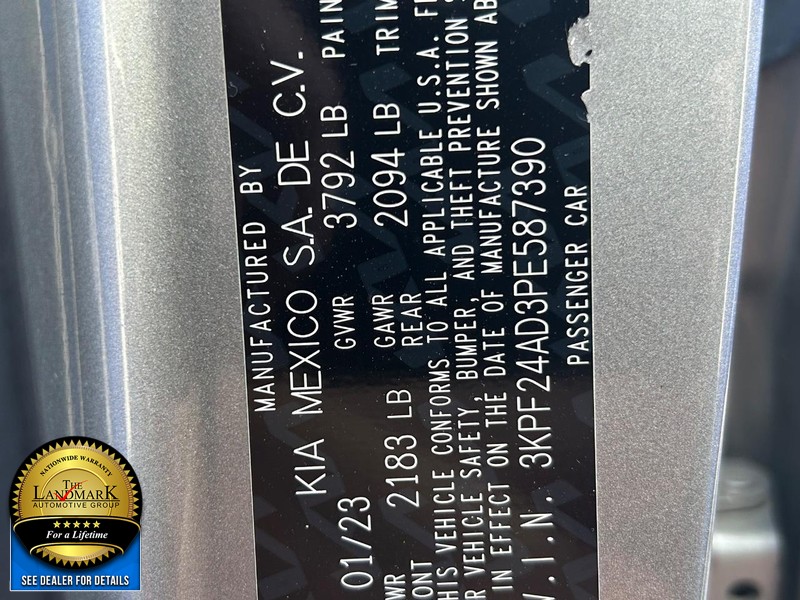 MANUFACTURED BY
KIA MEXICO S.A. DE C.V.
01/23 GVWR 3792 LB PAIN
WR 2183 LB GAWR 2094 LB TRIM
ONT REAR
HIS VEHICLE CONFORMS TO ALL APPLICABLE U.S.A. F
R VEHICLE SAFETY, BUMPER, AND THEFT PREVENTION S
IN EFFECT ON THE DATE OF MANUFACTURE SHOWN AB
V.I.N. 3KPF24AD3PE587390
PASSENGER CAR
NATIONWIDE WARRANTY
THE
LANDMARK
AUTOMOTIVE GROUP
For a Lifetime
SEE DEALER FOR DETAILS